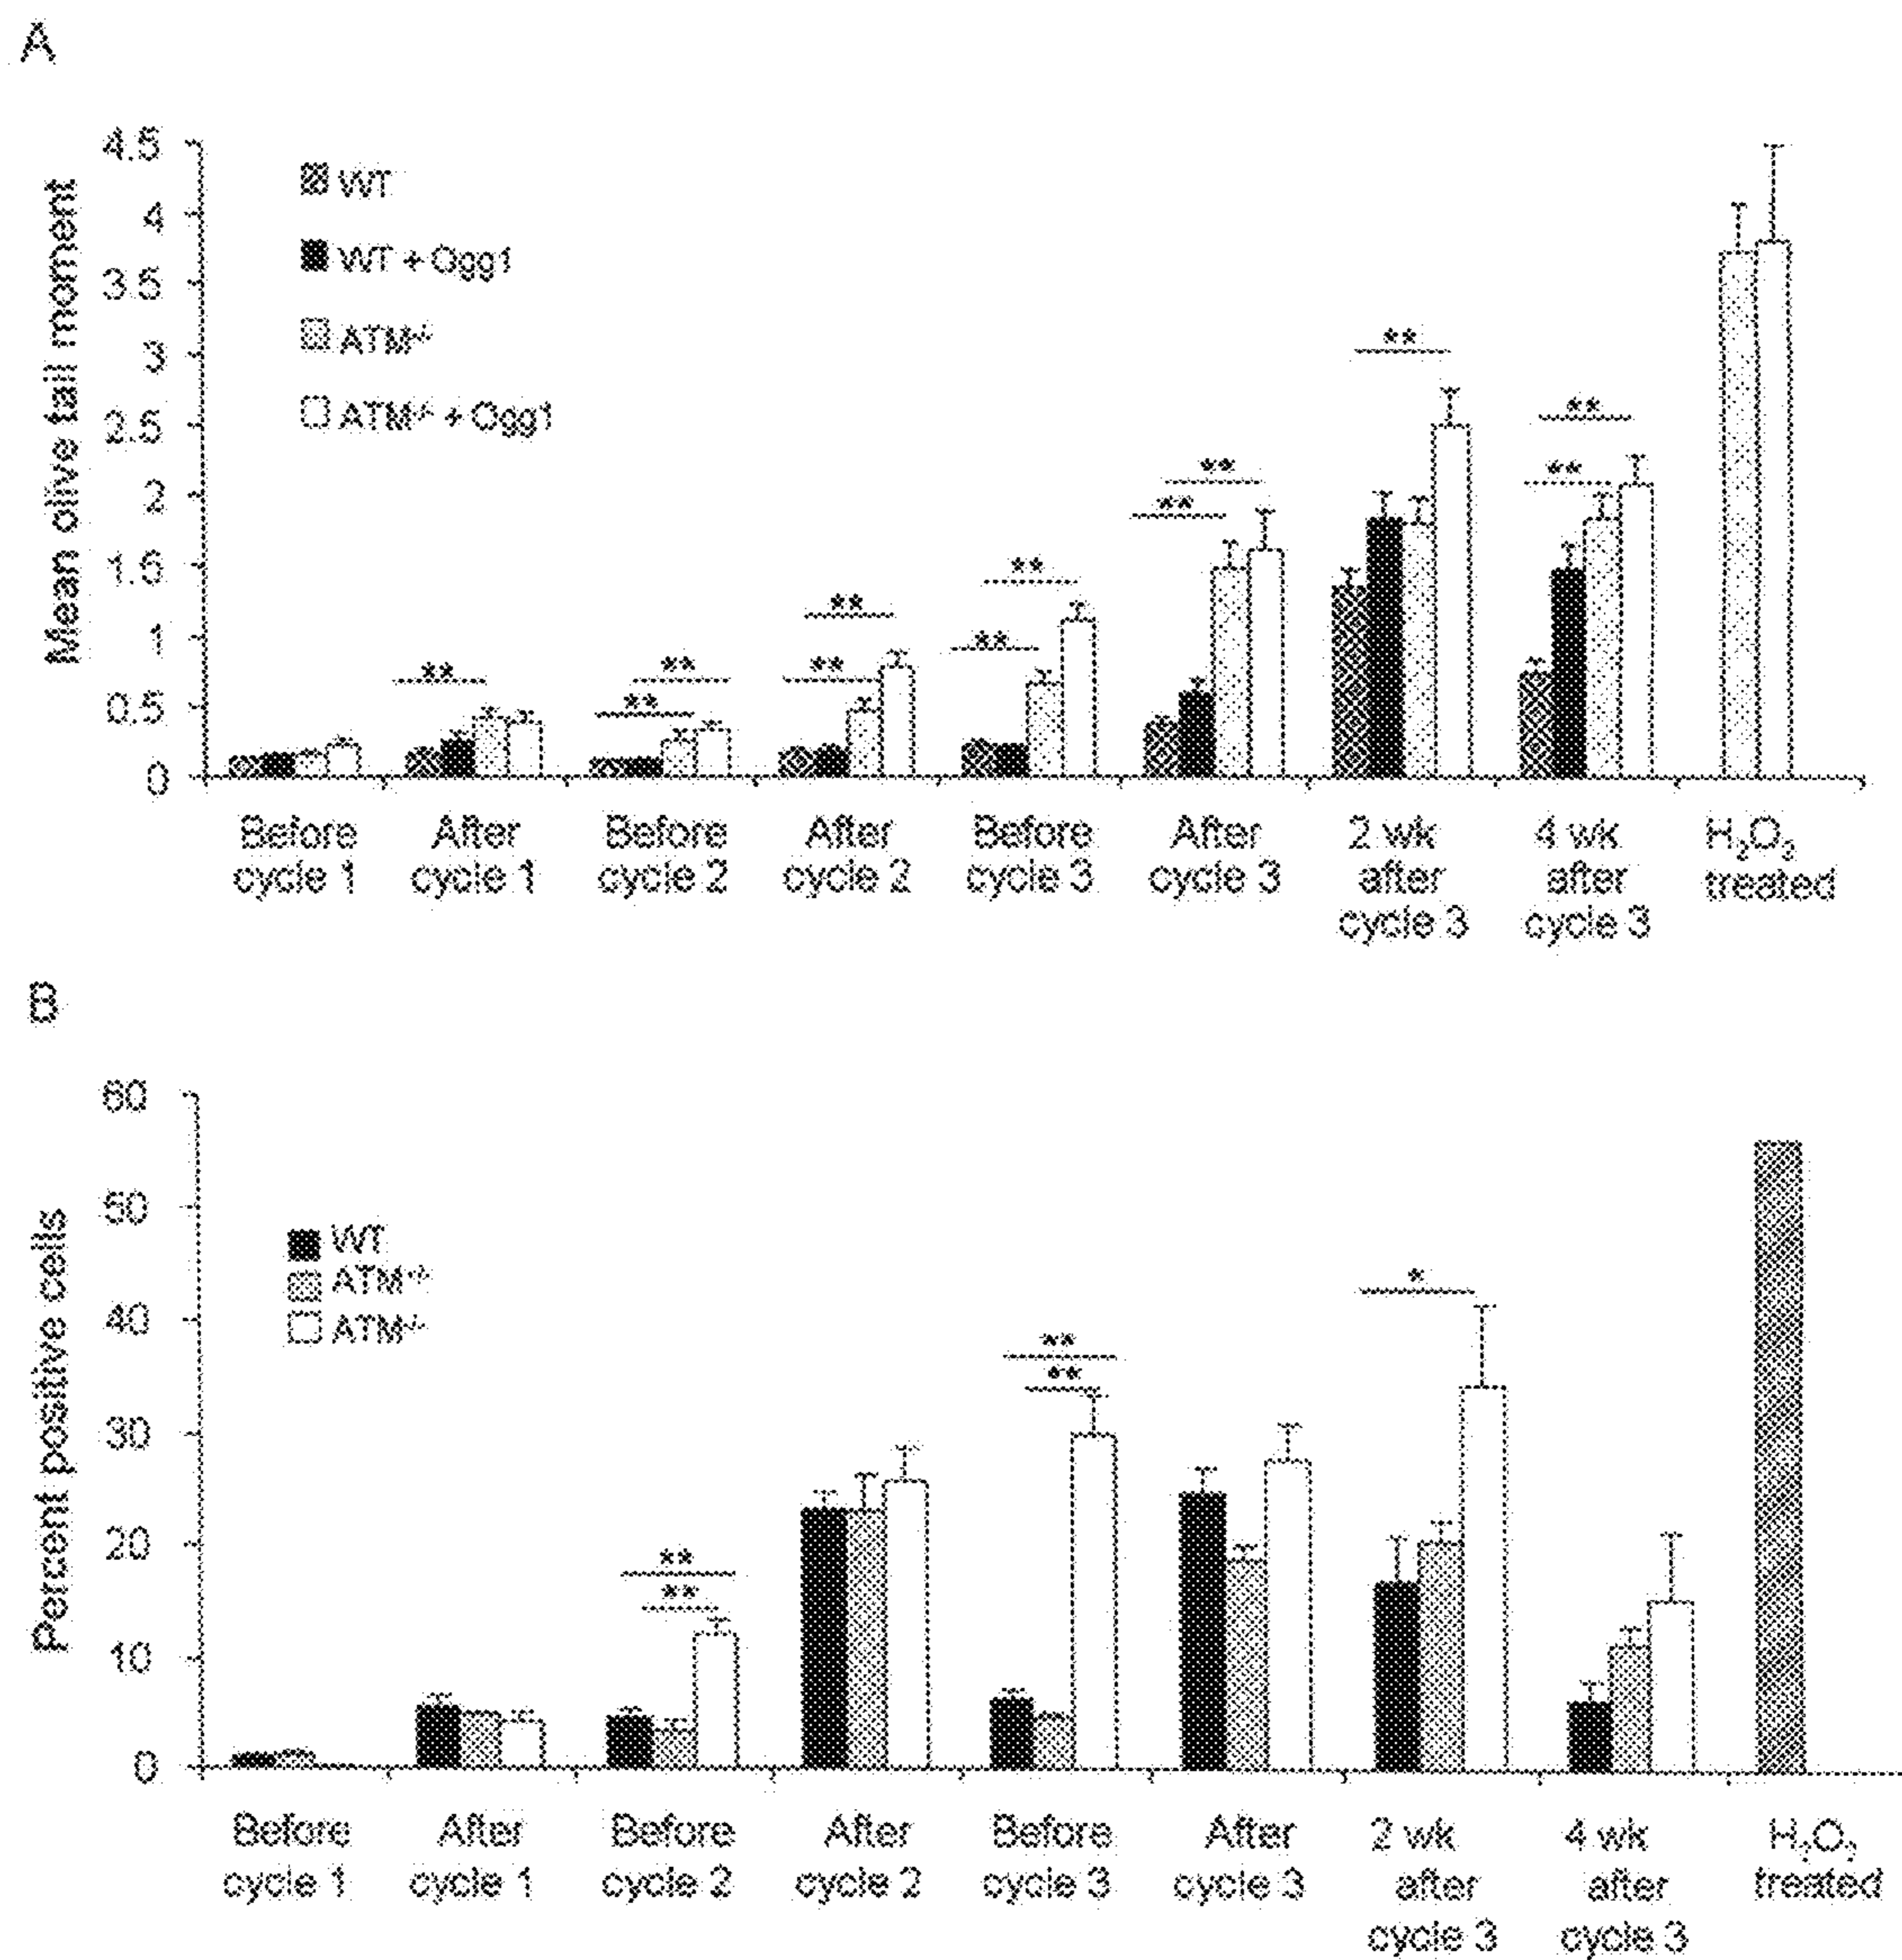 A
Mean olive tail moment
4.5
4
3.5
3
2.5
2
1.5
1
0.5
0
WT
WT + Ogg1
ATM-/-
ATM-/- + Ogg1
**
**
**
**
**
**
**
**
**
**
**
**
Before cycle 1
After cycle 1
Before cycle 2
After cycle 2
Before cycle 3
After cycle 3
2 wk after cycle 3
4 wk after cycle 3
H2O2 treated
B
Percent positive cells
60
50
40
30
20
10
0
WT
ATM+/-
ATM-/-
**
**
**
**
*
Before cycle 1
After cycle 1
Before cycle 2
After cycle 2
Before cycle 3
After cycle 3
2 wk after cycle 3
4 wk after cycle 3
H2O2 treated